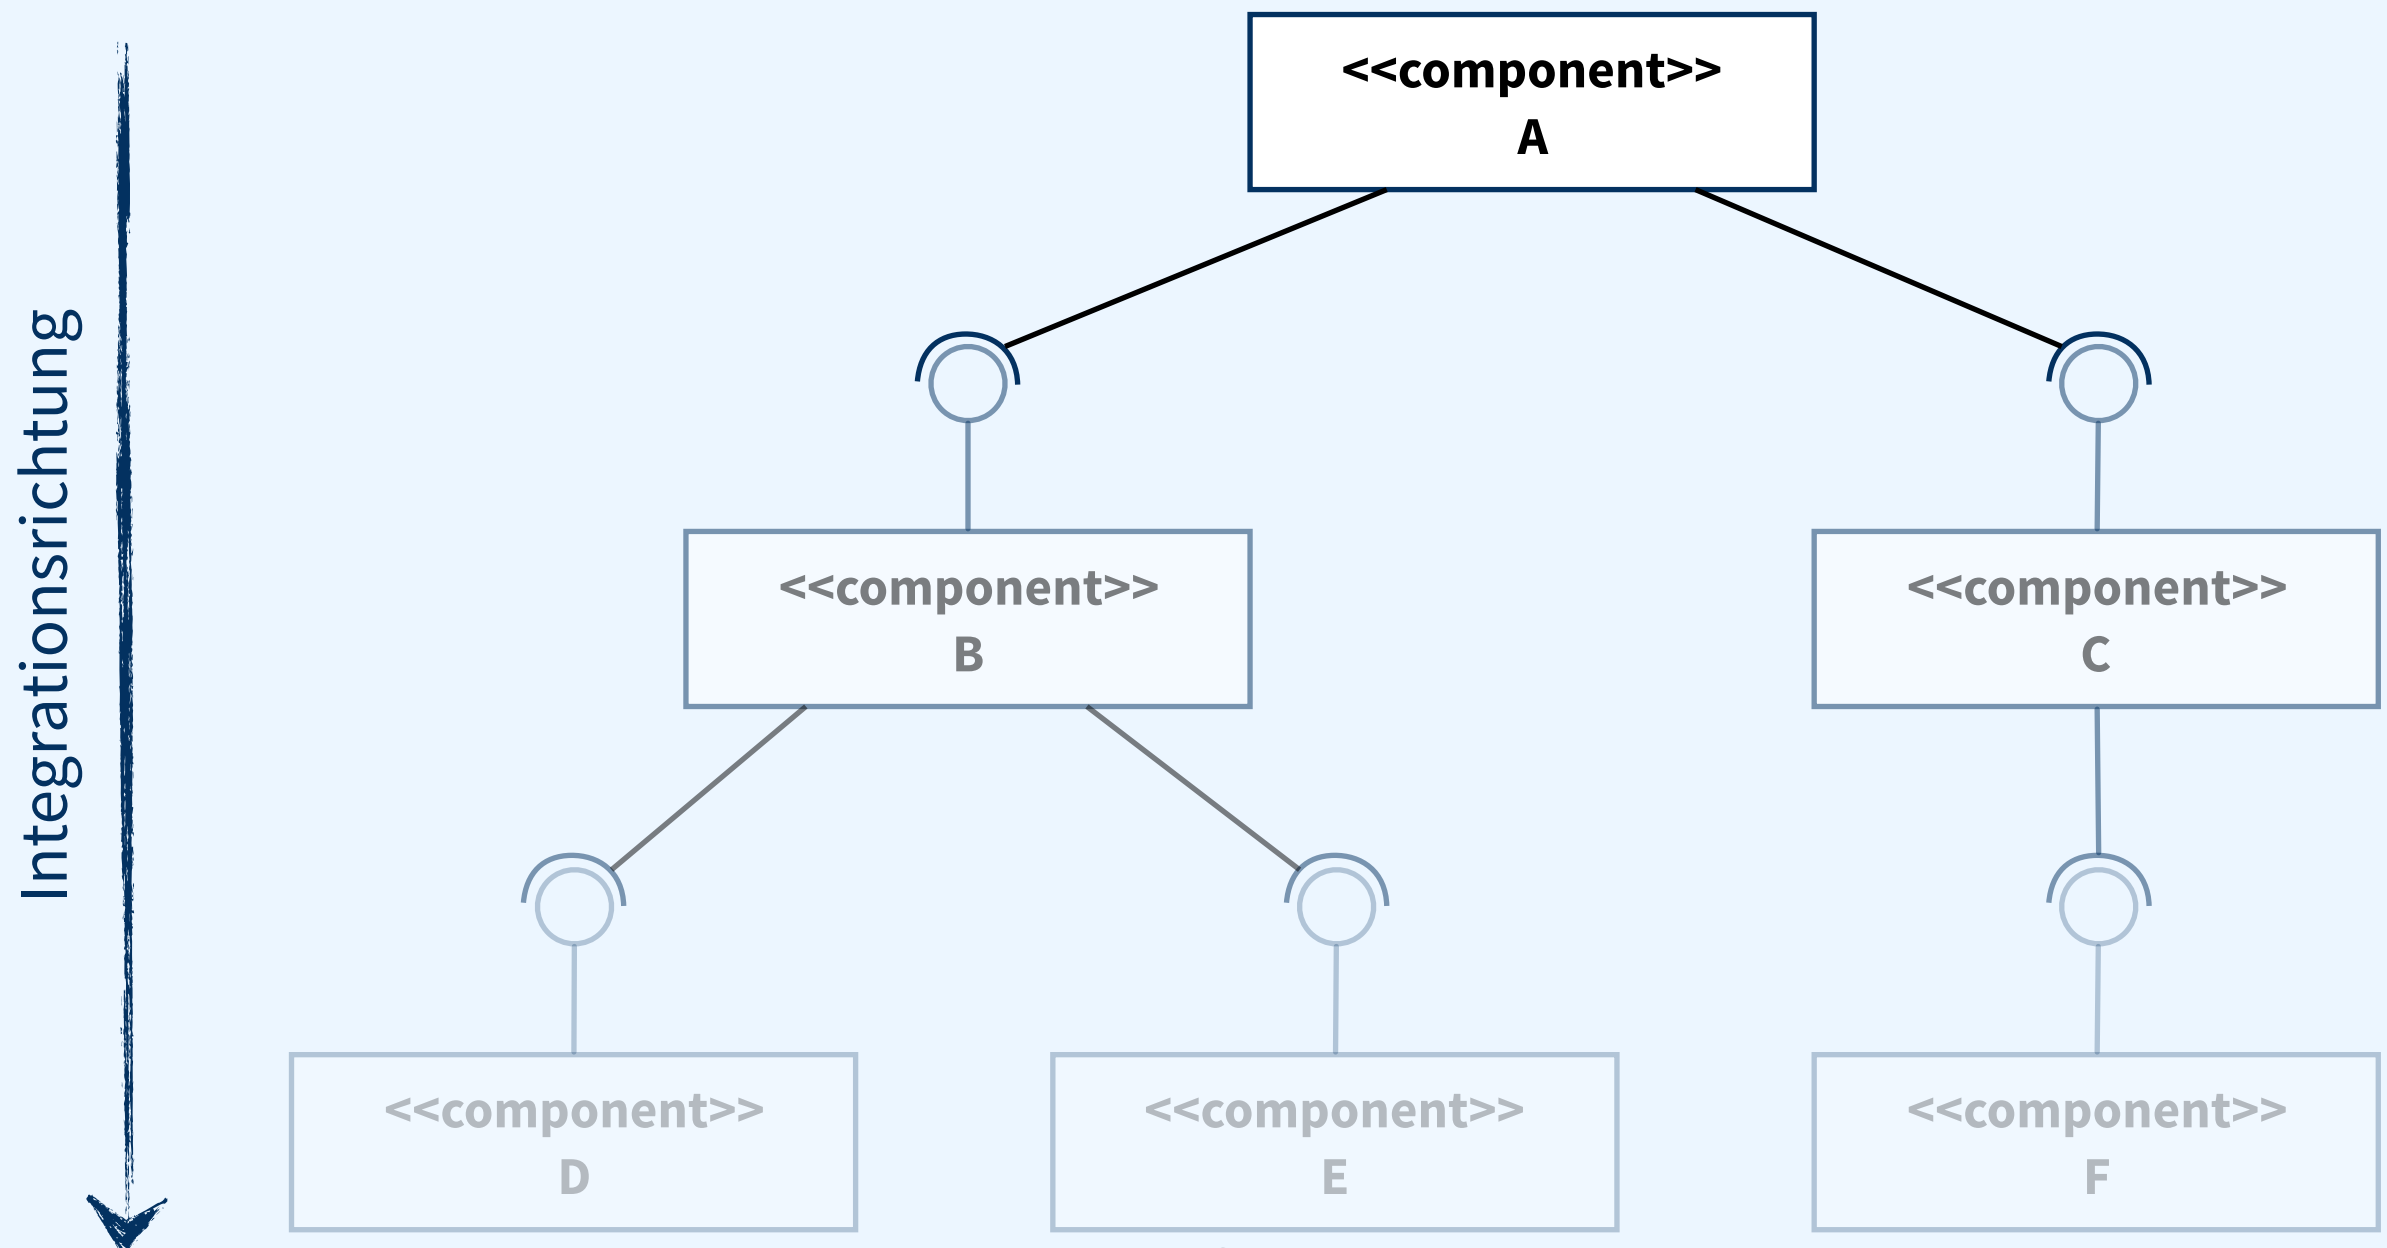 Integrationsrichtung
<<component>>
A
<<component>>
B
<<component>>
C
<<component>>
D
<<component>>
E
<<component>>
F